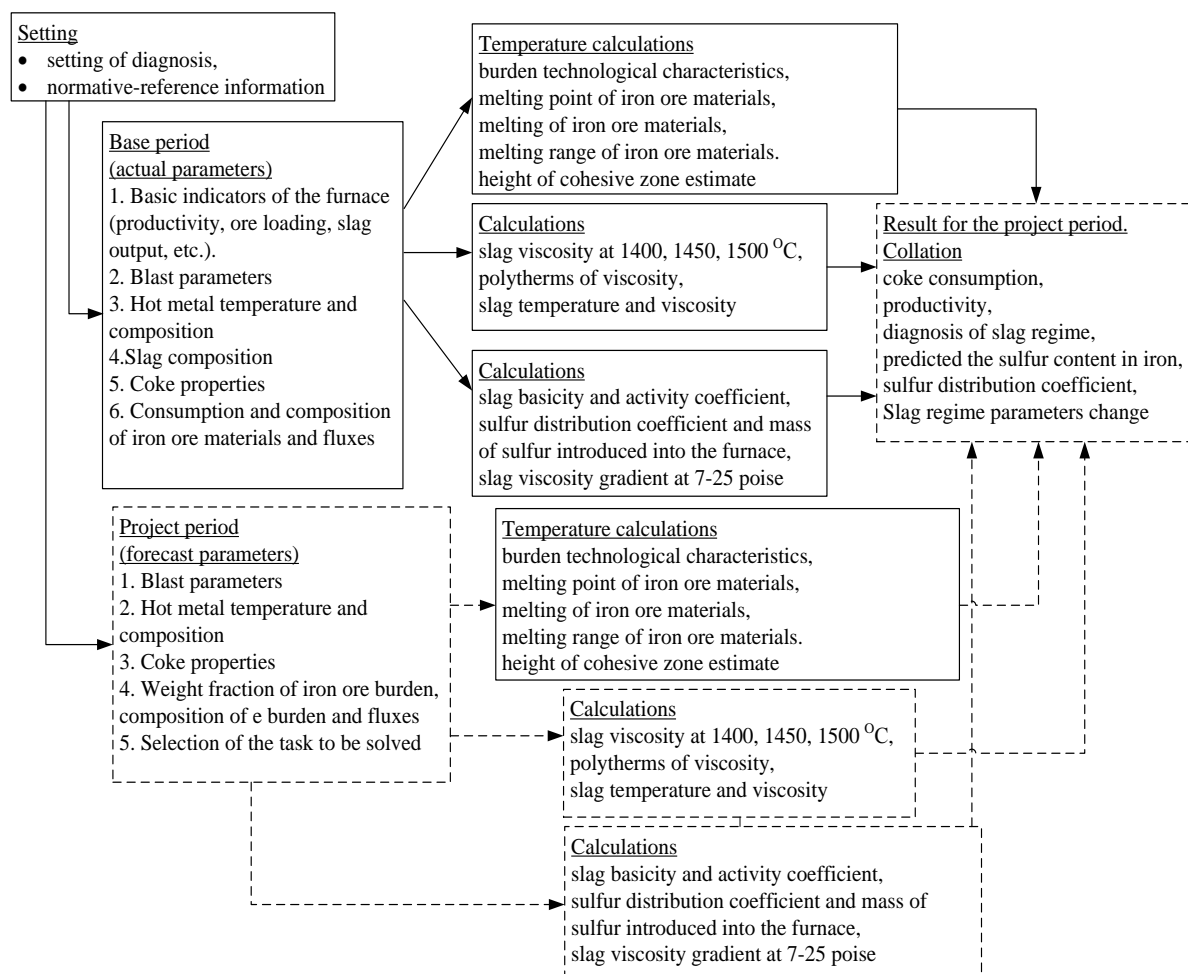 Setting
• setting of diagnosis,
• normative-reference information
Base period
(actual parameters)
1. Basic indicators of the furnace
(productivity, ore loading, slag
output, etc.).
2. Blast parameters
3. Hot metal temperature and
composition
4.Slag composition
5. Coke properties
6. Consumption and composition
of iron ore materials and fluxes
Temperature calculations
burden technological characteristics,
melting point of iron ore materials,
melting of iron ore materials,
melting range of iron ore materials.
height of cohesive zone estimate
Calculations
slag viscosity at 1400, 1450, 1500 ᴼC,
polytherms of viscosity,
slag temperature and viscosity
Calculations
slag basicity and activity coefficient,
sulfur distribution coefficient and mass
of sulfur introduced into the furnace,
slag viscosity gradient at 7-25 poise
Result for the project period.
Collation
coke consumption,
productivity,
diagnosis of slag regime,
predicted the sulfur content in iron,
sulfur distribution coefficient,
Slag regime parameters change
Project period
(forecast parameters)
1. Blast parameters
2. Hot metal temperature and
composition
3. Coke properties
4. Weight fraction of iron ore burden,
composition of e burden and fluxes
5. Selection of the task to be solved
Temperature calculations
burden technological characteristics,
melting point of iron ore materials,
melting of iron ore materials,
melting range of iron ore materials.
height of cohesive zone estimate
Calculations
slag viscosity at 1400, 1450, 1500 ᴼC,
polytherms of viscosity,
slag temperature and viscosity
Calculations
slag basicity and activity coefficient,
sulfur distribution coefficient and mass of
sulfur introduced into the furnace,
slag viscosity gradient at 7-25 poise